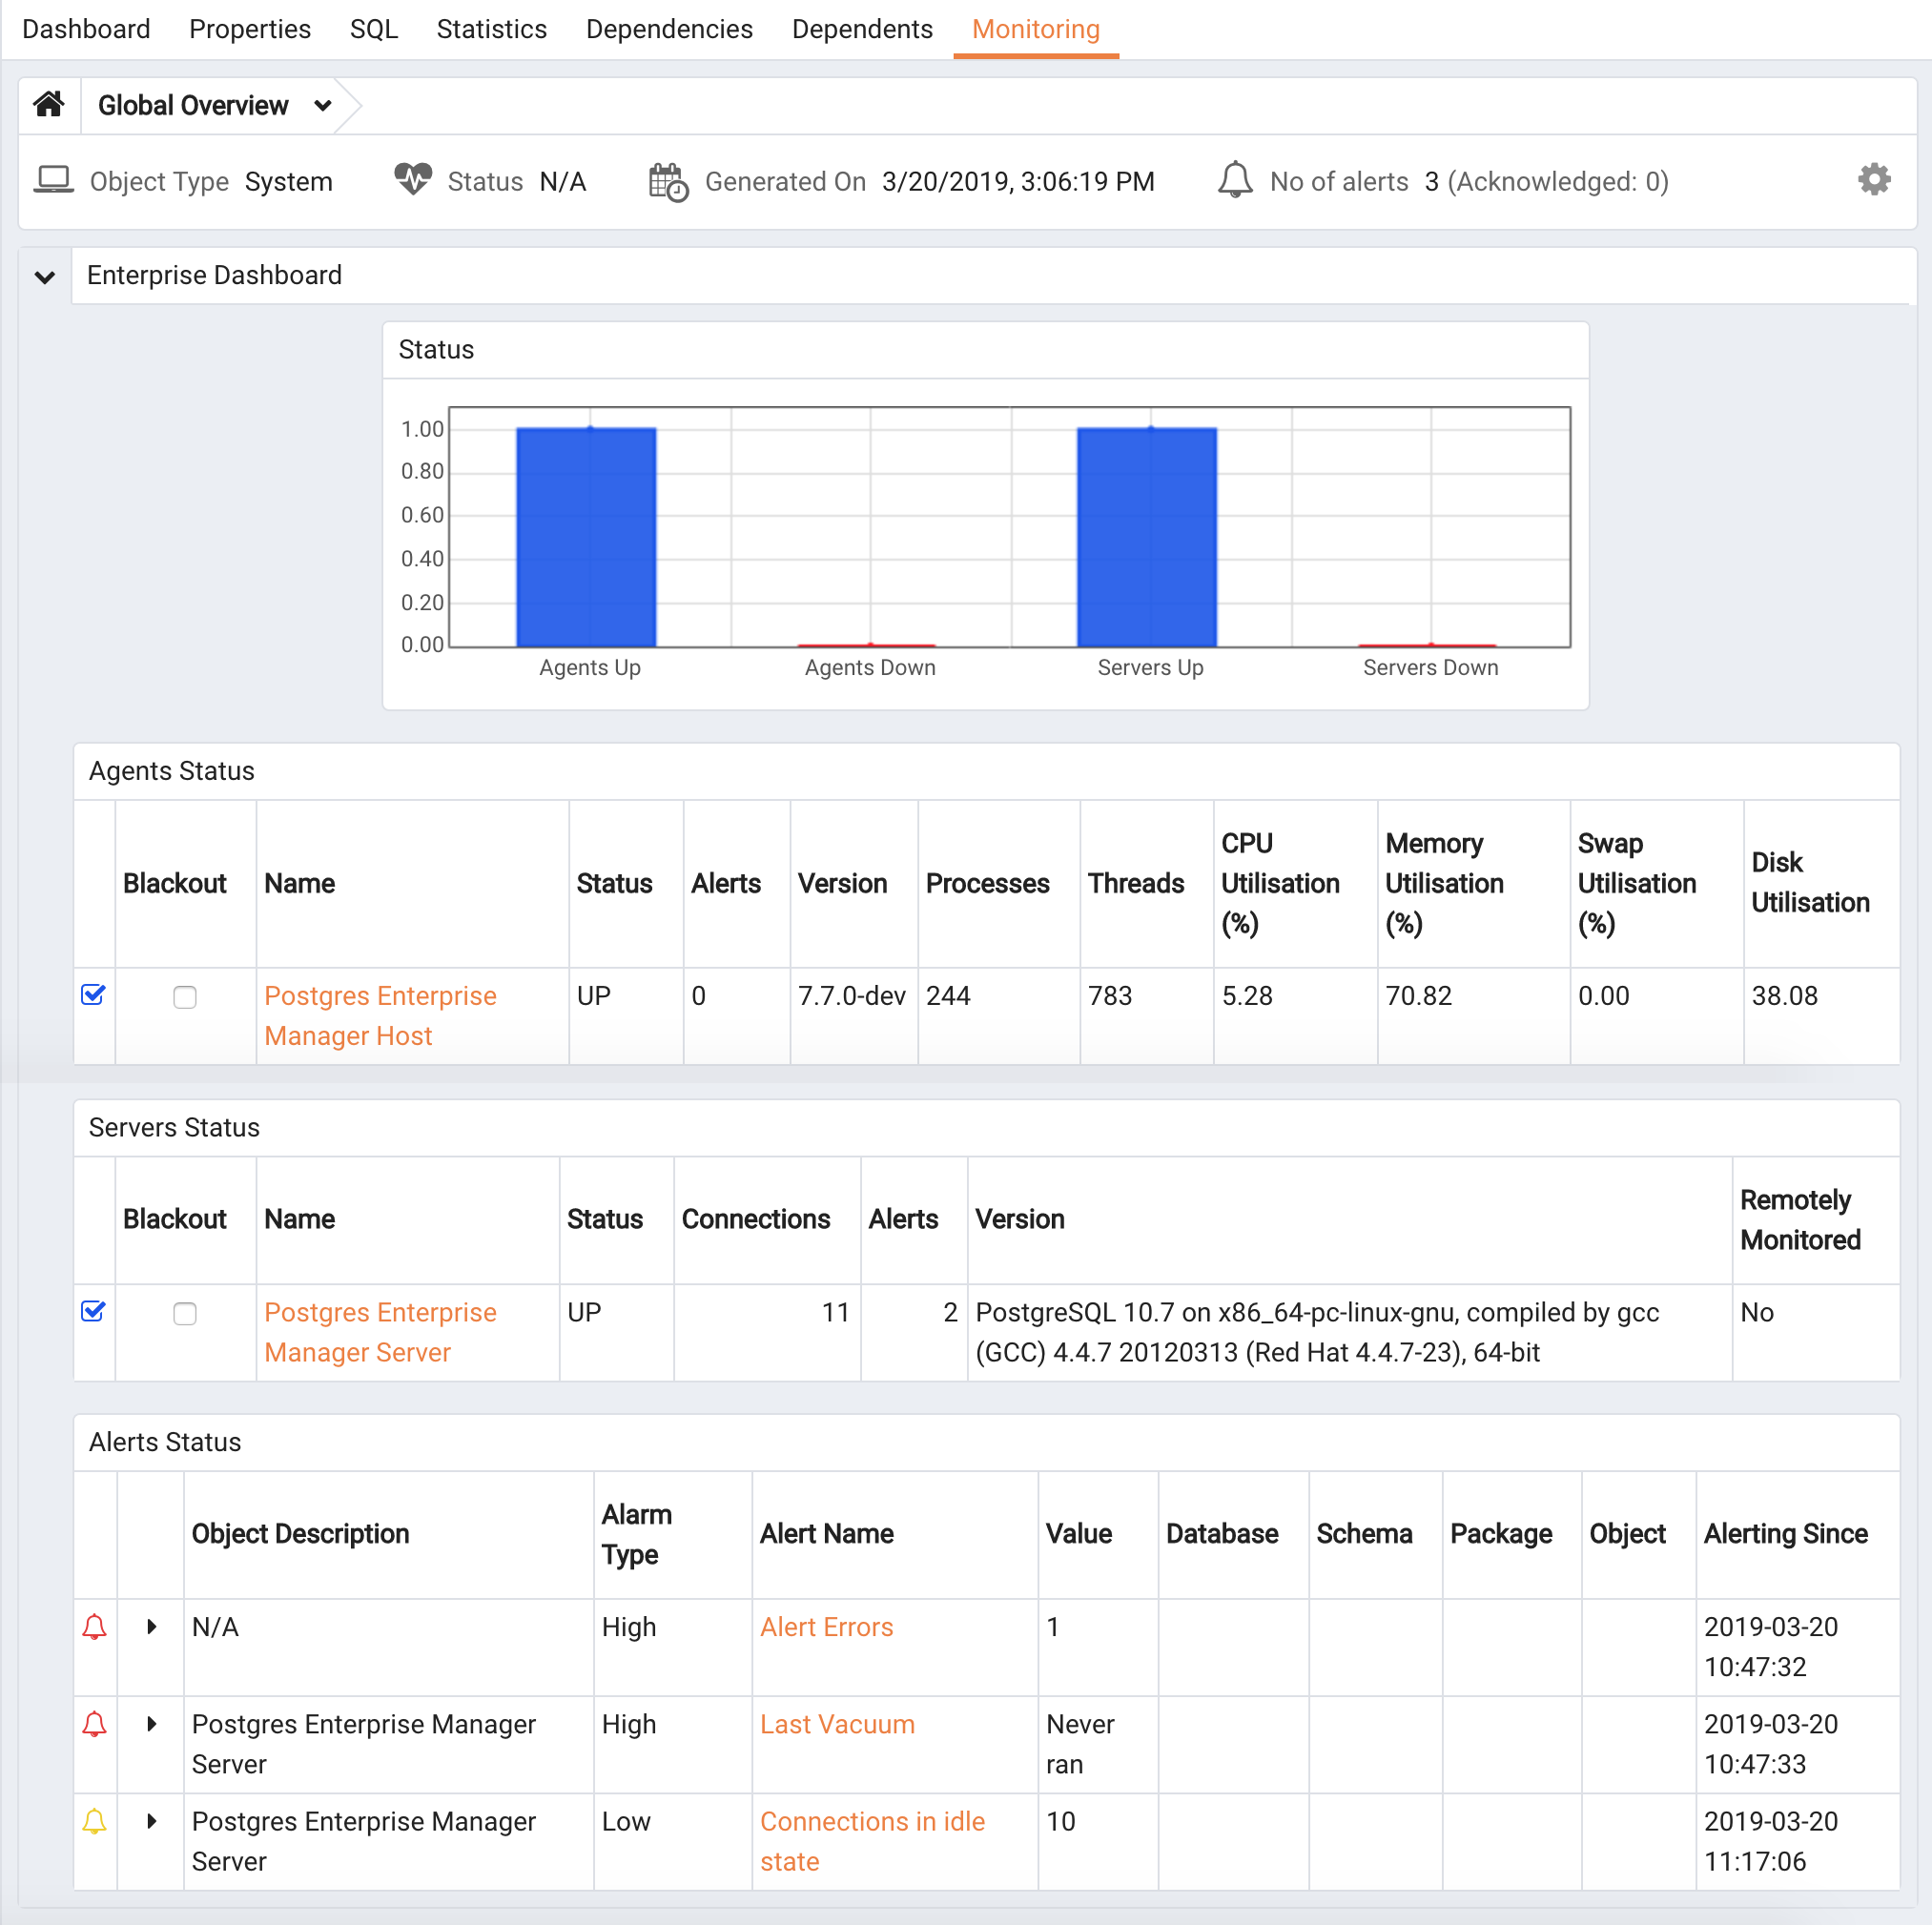 Dashboard Properties SQL Statistics Dependencies Dependents Monitoring
Global Overview
Object Type System Status N/A Generated On 3/20/2019, 3:06:19 PM No of alerts 3 (Acknowledged: 0)
Enterprise Dashboard
Status
1.00
0.80
0.60
0.40
0.20
0.00
Agents Up Agents Down Servers Up Servers Down
Agents Status
Blackout Name Status Alerts Version Processes Threads CPU Utilisation (%) Memory Utilisation (%) Swap Utilisation (%) Disk Utilisation
Postgres Enterprise UP 0 7.7.0-dev 244 783 5.28 70.82 0.00 38.08
Manager Host
Servers Status
Blackout Name Status Connections Alerts Version Remotely Monitored
Postgres Enterprise UP 11 2 PostgreSQL 10.7 on x86_64-pc-linux-gnu, compiled by gcc No
Manager Server (GCC) 4.4.7 20120313 (Red Hat 4.4.7-23), 64-bit
Alerts Status
Object Description Alarm Type Alert Name Value Database Schema Package Object Alerting Since
N/A High Alert Errors 1 2019-03-20
10:47:32
Postgres Enterprise Manager High Last Vacuum Never 2019-03-20
Server ran 10:47:33
Postgres Enterprise Manager Low Connections in idle 10 2019-03-20
Server state 11:17:06